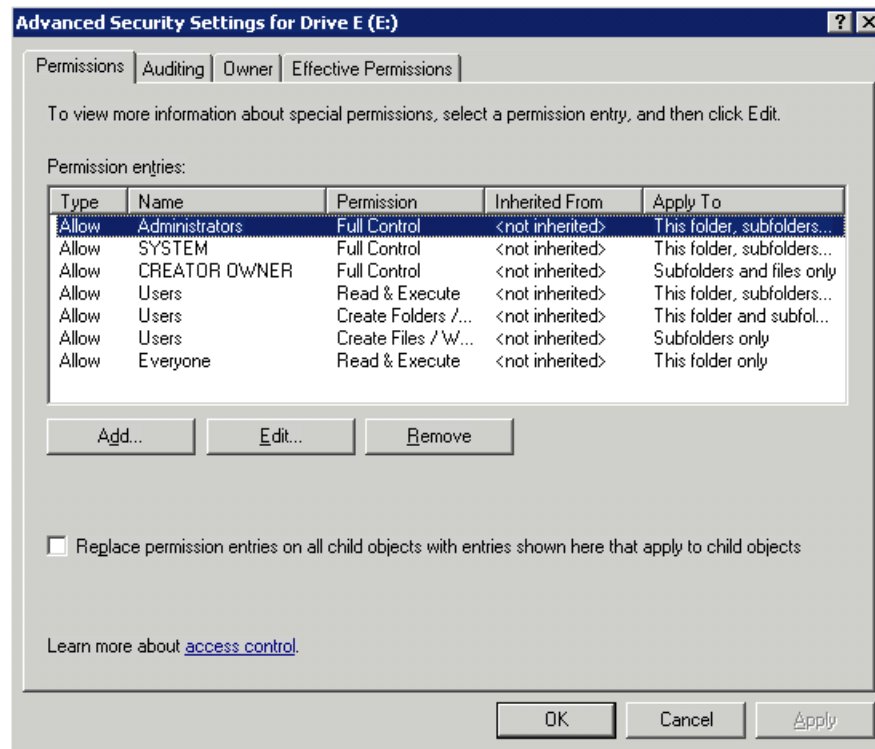 Advanced Security Settings for Drive E (E:)
Permissions Auditing Owner Effective Permissions
To view more information about special permissions, select a permission entry, and then click Edit.
Permission entries:
Type Name Permission Inherited From Apply To
Allow Administrators Full Control <not inherited> This folder, subfolders...
Allow SYSTEM Full Control <not inherited> This folder, subfolders...
Allow CREATOR OWNER Full Control <not inherited> Subfolders and files only
Allow Users Read & Execute <not inherited> This folder, subfolders...
Allow Users Create Folders /... <not inherited> This folder and subfol...
Allow Users Create Files / W... <not inherited> Subfolders only
Allow Everyone Read & Execute <not inherited> This folder only
Add... Edit... Remove
Replace permission entries on all child objects with entries shown here that apply to child objects
Learn more about access control.
OK Cancel Apply